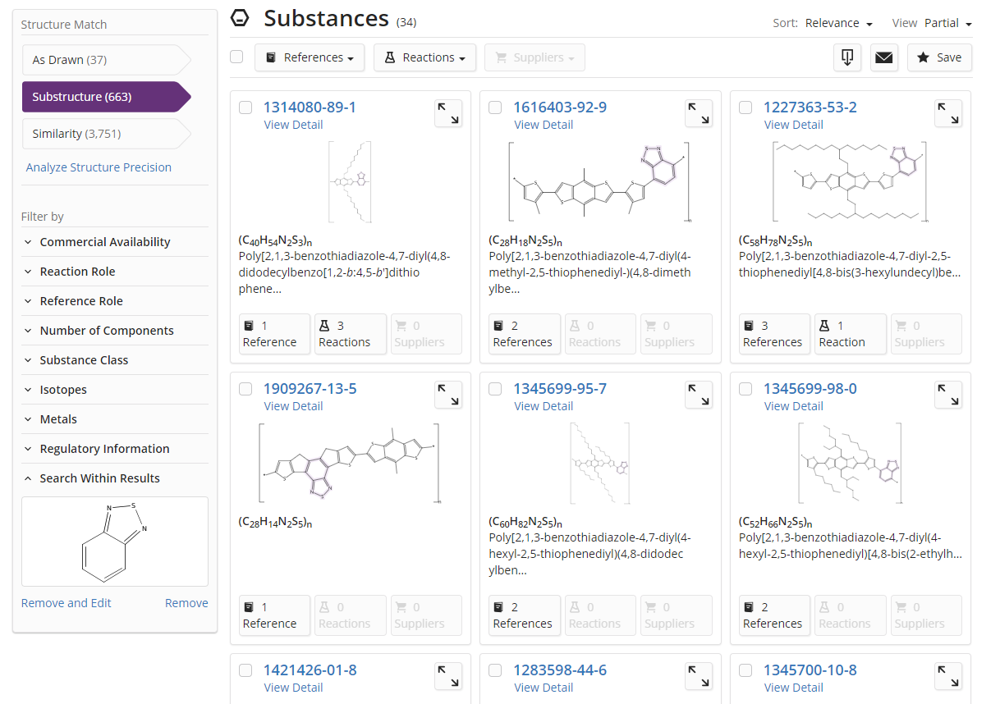 Structure Match
As Drawn (37)
Substructure (663)
Similarity (3,751)
Analyze Structure Precision
Filter by
Commercial Availability
Reaction Role
Reference Role
Number of Components
Substance Class
Isotopes
Metals
Regulatory Information
Search Within Results
N S
N
Remove and Edit Remove
Substances (34)
Sort: Relevance View Partial
References Reactions Suppliers Save
1314080-89-1
View Detail
(C40H54N2S3)n
Poly[2,1,3-benzothiadiazole-4,7-diyl(4,8-
didodecylbenzo[1,2-b:4,5-b']dithio
phene...
1 Reference
3 Reactions
0 Suppliers
1616403-92-9
View Detail
(C28H18N2S5)n
Poly[2,1,3-benzothiadiazole-4,7-diyl(4-
methyl-2,5-thiophenediyl-)(4,8-dimeth
ylbe...
2 References
0 Reactions
0 Suppliers
1227363-53-2
View Detail
(C58H78N2S5)n
Poly[2,1,3-benzothiadiazole-4,7-diyl-2,5-
thiophenediyl[4,8-bis(3-hexylundecyl)be...
3 References
1 Reaction
0 Suppliers
1909267-13-5
View Detail
(C28H14N2S5)n
1 Reference
0 Reactions
0 Suppliers
1345699-95-7
View Detail
(C60H82N2S5)n
Poly[2,1,3-benzothiadiazole-4,7-diyl(4-
hexyl-2,5-thiophenediyl)(4,8-didodec
ylben...
2 References
0 Reactions
0 Suppliers
1345699-98-0
View Detail
(C52H66N2S5)n
Poly[2,1,3-benzothiadiazole-4,7-diyl(4-
hexyl-2,5-thiophenediyl)[4,8-bis(2-ethylh...
2 References
0 Reactions
0 Suppliers
1421426-01-8
View Detail
1283598-44-6
View Detail
1345700-10-8
View Detail